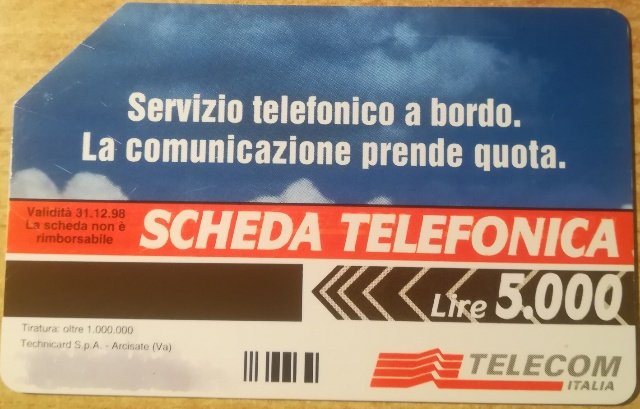 Servizio telefonico a bordo.
La comunicazione prende quota.
Validità 31.12.98
La scheda non è
rimborsabile
SCHEDA TELEFONICA
Lire 5.000
Tiratura: oltre 1.000.000
Technicard S.p.A. - Arcisate (Va)
TELECOM
ITALIA